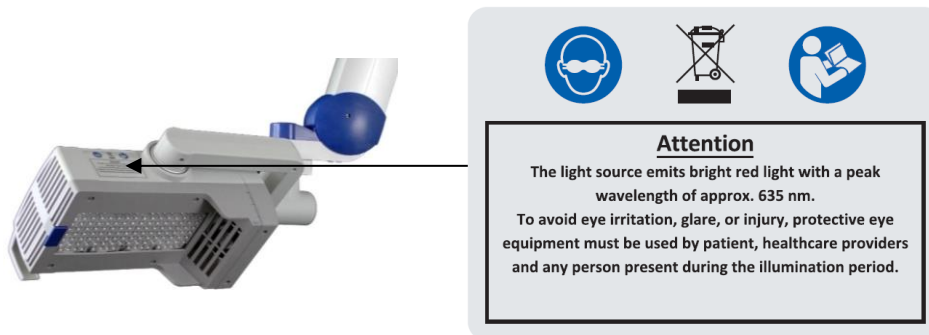 Attention
The light source emits bright red light with a peak
wavelength of approx. 635 nm.
To avoid eye irritation, glare, or injury, protective eye
equipment must be used by patient, healthcare providers
and any person present during the illumination period.